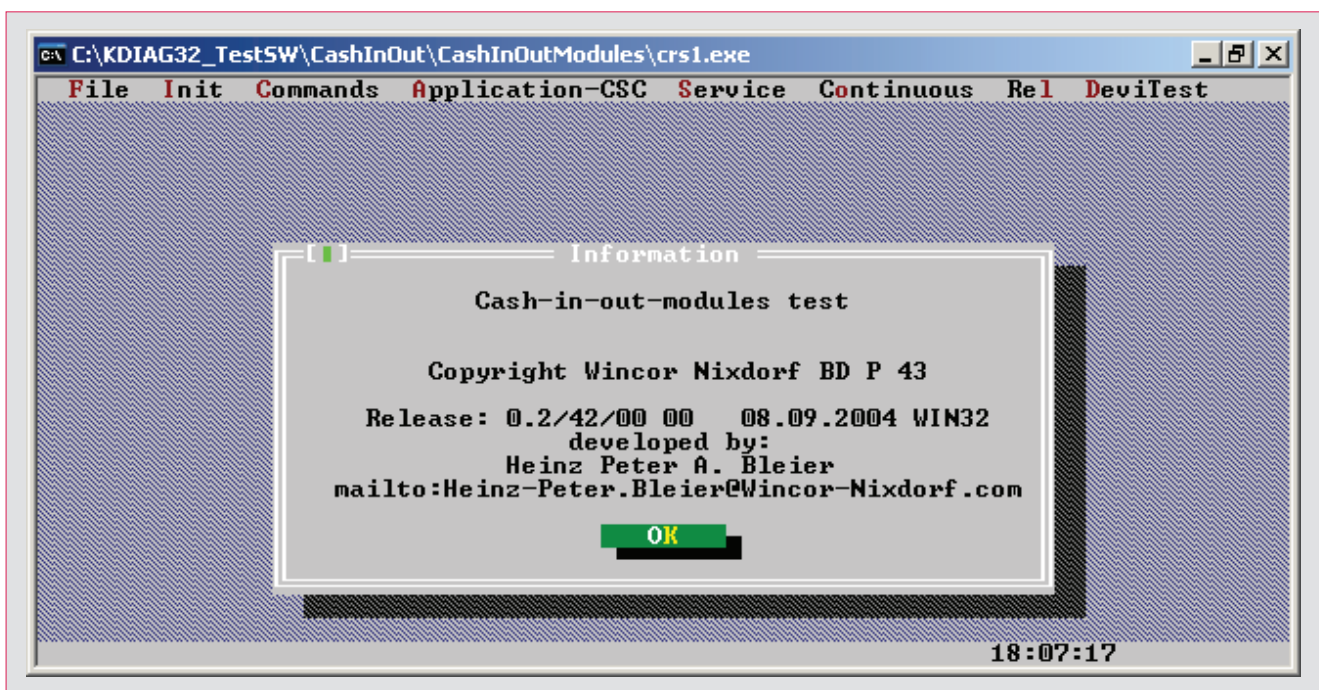 C:\KDIAG32_TestSW\CashInOut\CashInOutModules\crs1.exe
File Init Commands Application-CSC Service Continuous Rel DeviTest
Information
Cash-in-out-modules test
Copyright Wincor Nixdorf BD P 43
Release: 0.2/42/00 00 08.09.2004 WIN32
developed by:
Heinz Peter A. Bleier
mailto:Heinz-Peter.Bleier@Wincor-Nixdorf.com
OK
18:07:17